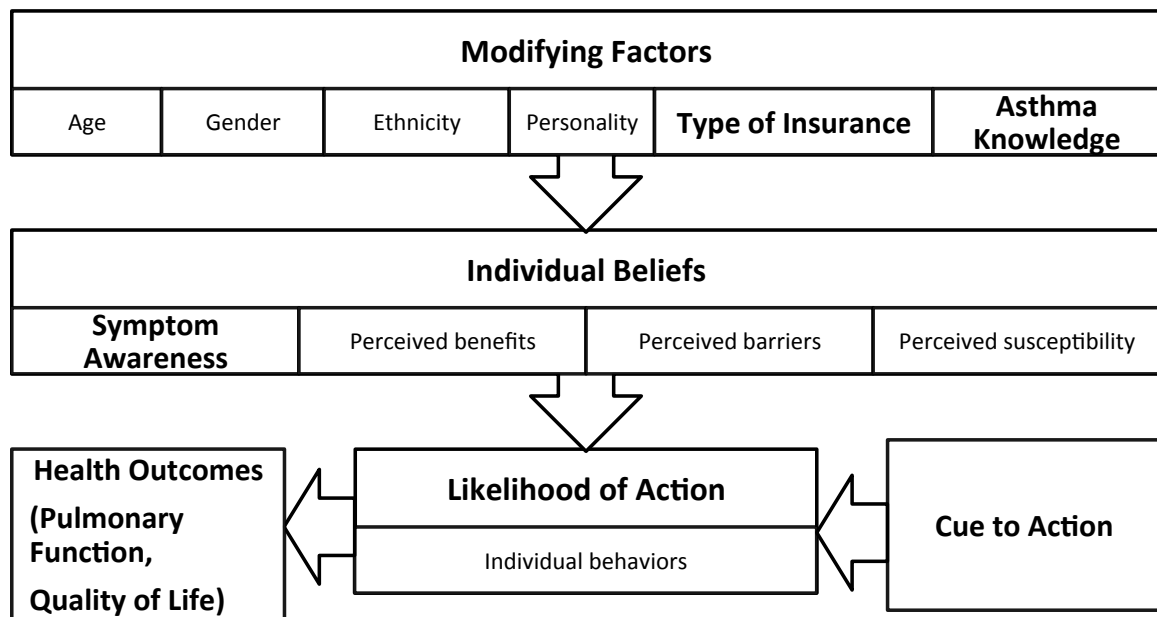 Modifying Factors
Age
Gender
Ethnicity
Personality
Type of Insurance
Asthma
Knowledge
Individual Beliefs
Symptom
Awareness
Perceived benefits
Perceived barriers
Perceived susceptibility
Health Outcomes
(Pulmonary
Function,
Quality of Life)
Likelihood of Action
Individual behaviors
Cue to Action